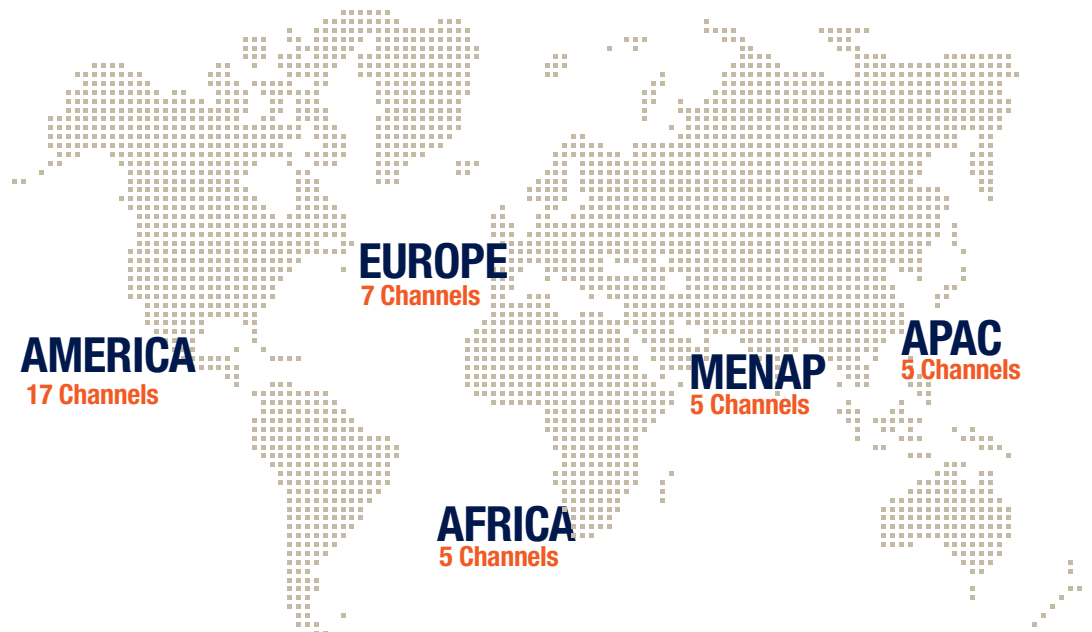 EUROPE
7 Channels
AMERICA
17 Channels
APAC
5 Channels
MENAP
5 Channels
AFRICA
5 Channels